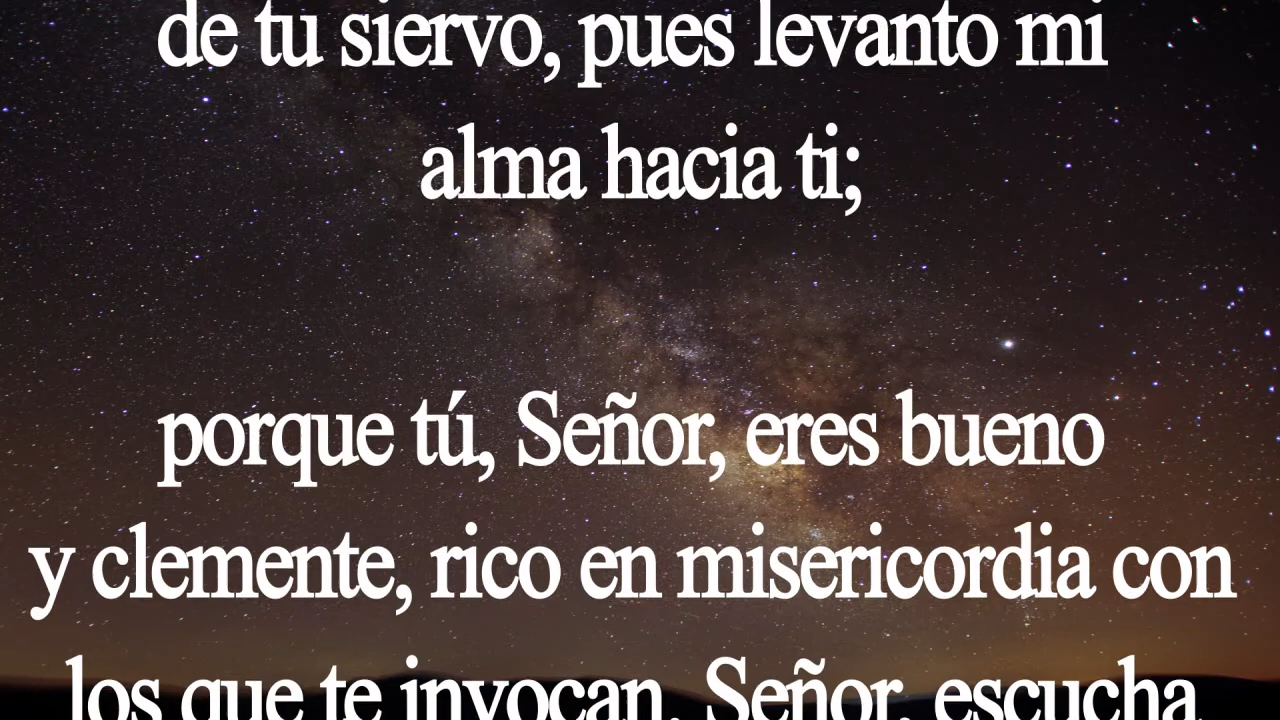 de tu siervo, pues levanto mi
alma hacia ti;
porque tú, Señor, eres bueno
y clemente, rico en misericordia con
los que te invocan. Señor, escucha